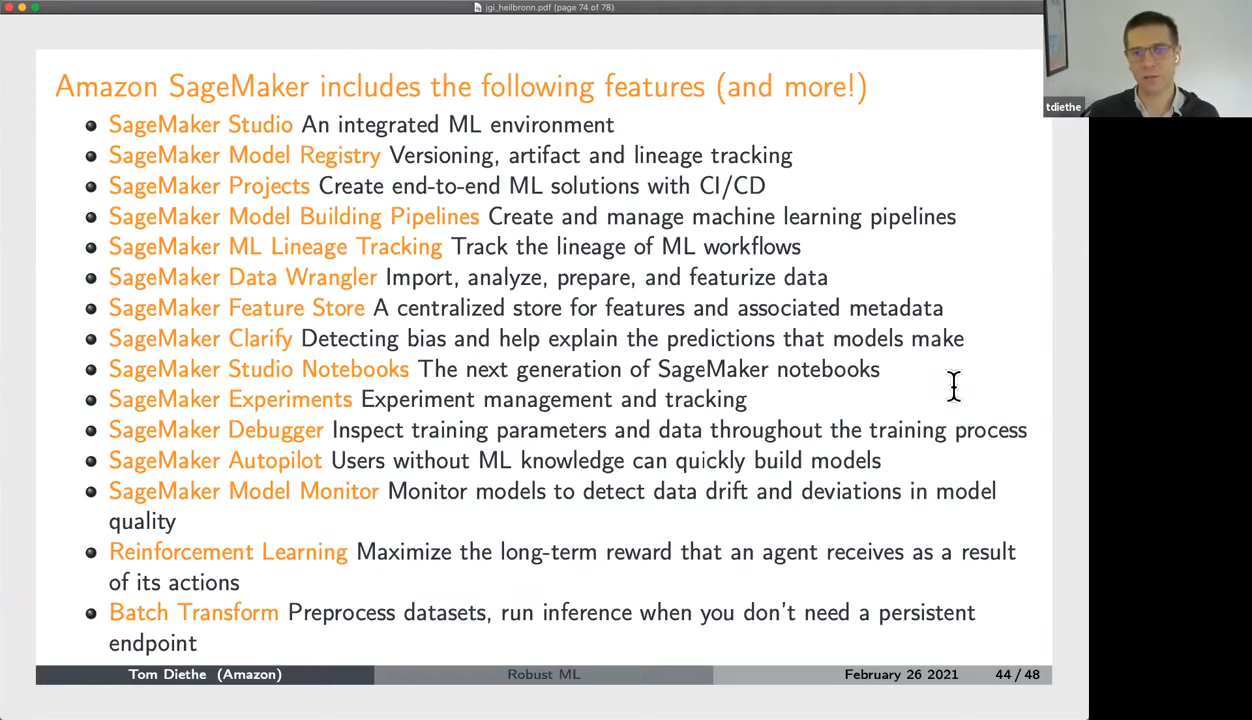 jgi_heilbronn.pdf (page 74 of 78)
tdiethe
Amazon SageMaker includes the following features (and more!)
SageMaker Studio An integrated ML environment
SageMaker Model Registry Versioning, artifact and lineage tracking
SageMaker Projects Create end-to-end ML solutions with CI/CD
SageMaker Model Building Pipelines Create and manage machine learning pipelines
SageMaker ML Lineage Tracking Track the lineage of ML workflows
SageMaker Data Wrangler Import, analyze, prepare, and featurize data
SageMaker Feature Store A centralized store for features and associated metadata
SageMaker Clarify Detecting bias and help explain the predictions that models make
SageMaker Studio Notebooks The next generation of SageMaker notebooks
SageMaker Experiments Experiment management and tracking
SageMaker Debugger Inspect training parameters and data throughout the training process
SageMaker Autopilot Users without ML knowledge can quickly build models
SageMaker Model Monitor Monitor models to detect data drift and deviations in model
quality
Reinforcement Learning Maximize the long-term reward that an agent receives as a result
of its actions
Batch Transform Preprocess datasets, run inference when you don't need a persistent
endpoint
Tom Diethe (Amazon) Robust ML February 26 2021 44 / 48